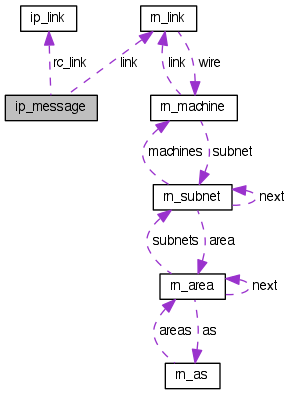 ip_link
rn_link
rc_link
link
link
wire
ip_message
rn_machine
machines
subnet
rn_subnet
next
subnets
area
rn_area
next
areas
as
rn_as